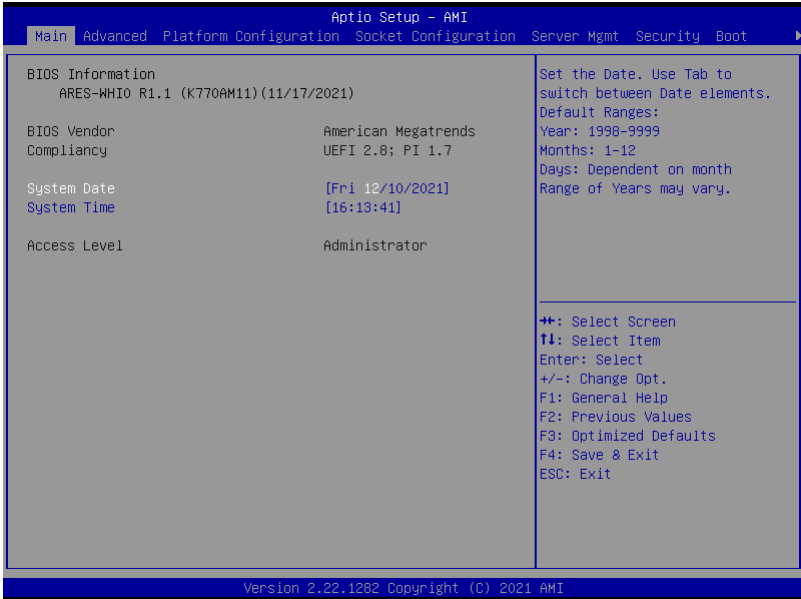 Aptio Setup – AMI
Main Advanced Platform Configuration Socket Configuration Server Mgmt Security Boot
BIOS Information
ARES-WHI0 R1.1 (K770AM11)(11/17/2021)
BIOS Vendor American Megatrends
Compliancy UEFI 2.8; PI 1.7
System Date [Fri 12/10/2021]
System Time [16:13:41]
Access Level Administrator
Set the Date. Use Tab to
switch between Date elements.
Default Ranges:
Year: 1998-9999
Months: 1-12
Days: Dependent on month
Range of Years may vary.
→←: Select Screen
↑↓: Select Item
Enter: Select
+/-: Change Opt.
F1: General Help
F2: Previous Values
F3: Optimized Defaults
F4: Save & Exit
ESC: Exit
Version 2.22.1282 Copyright (C) 2021 AMI